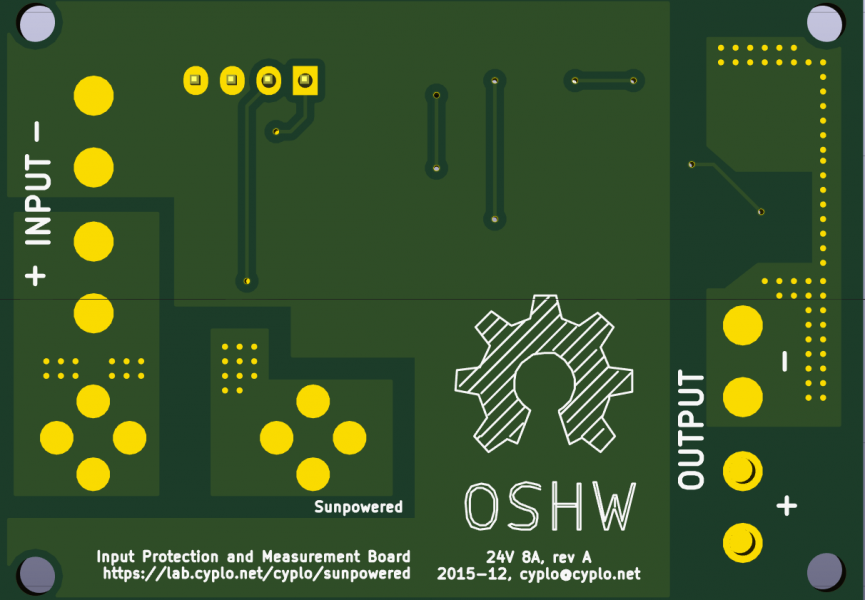 + INPUT −
OUTPUT
−
+
OSHW
Sunpowered
Input Protection and Measurement Board
https://lab.cyplo.net/cyplo/sunpowered
24V 8A, rev A
2015-12, cyplo@cyplo.net